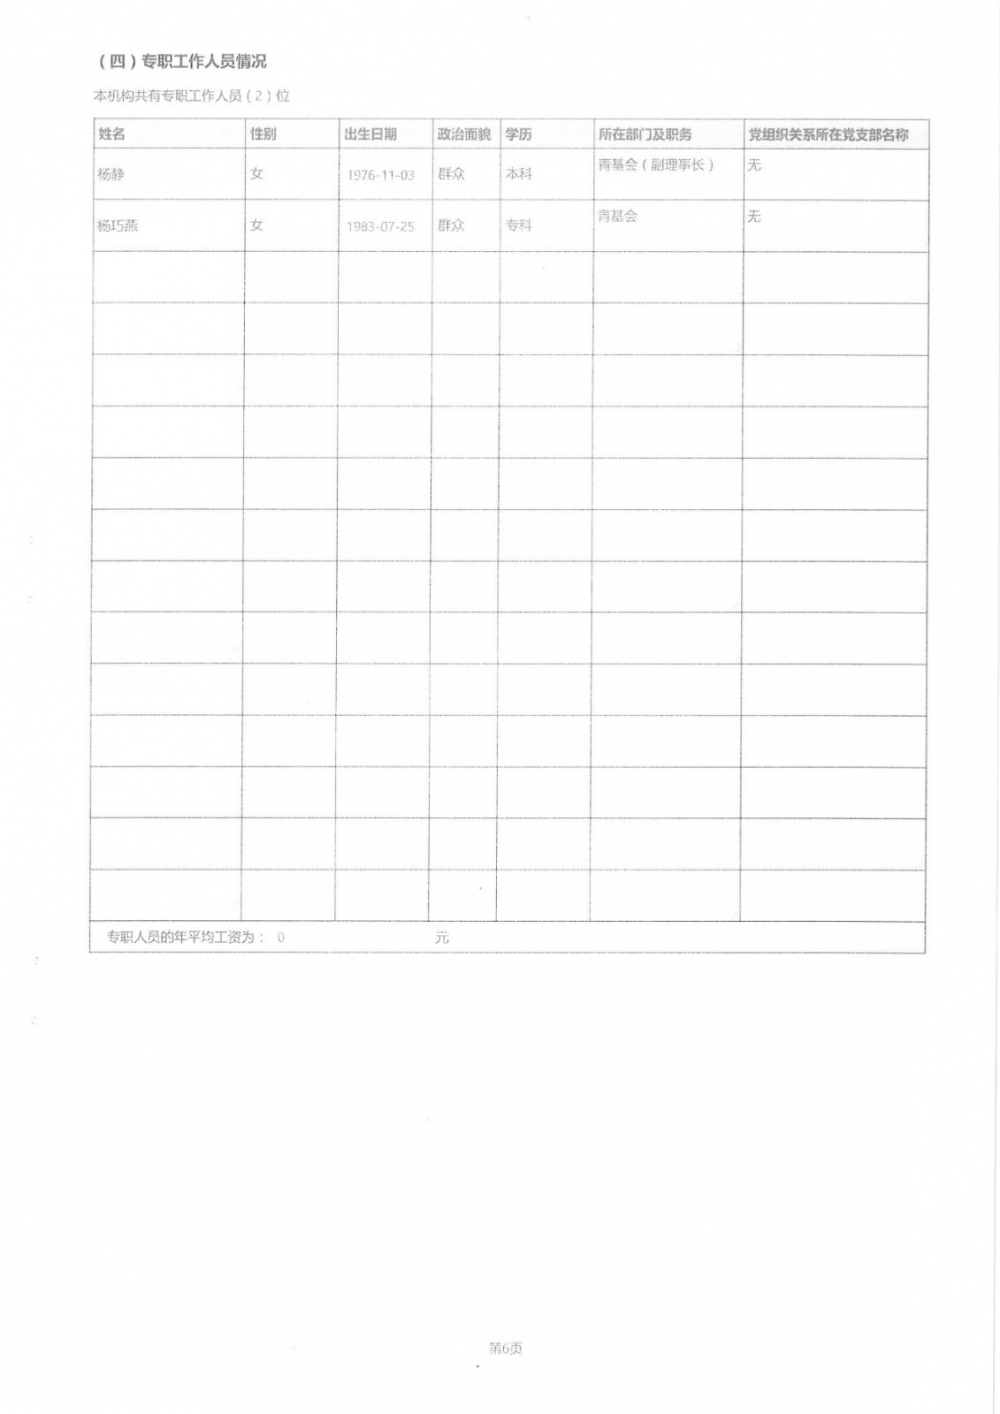 （四）专职工作人员情况
本机构共有专职工作人员（2）位
姓名 性别 出生日期 政治面貌 学历 所在部门及职务 党组织关系所在党支部名称
杨静 女 1976-11-03 群众 本科 青基会（副理事长） 无
杨巧燕 女 1983-07-25 群众 专科 青基会 无
专职人员的年平均工资为： 0 元
第6页